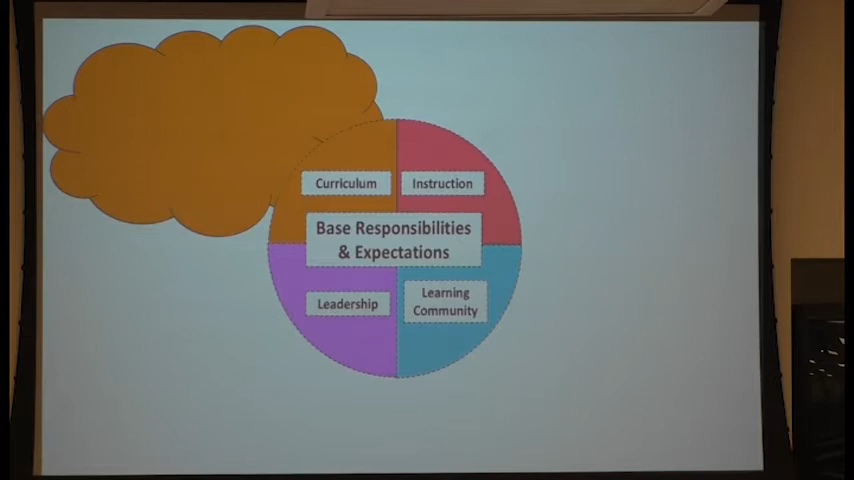 Curriculum
Instruction
Base Responsibilities
& Expectations
Leadership
Learning
Community